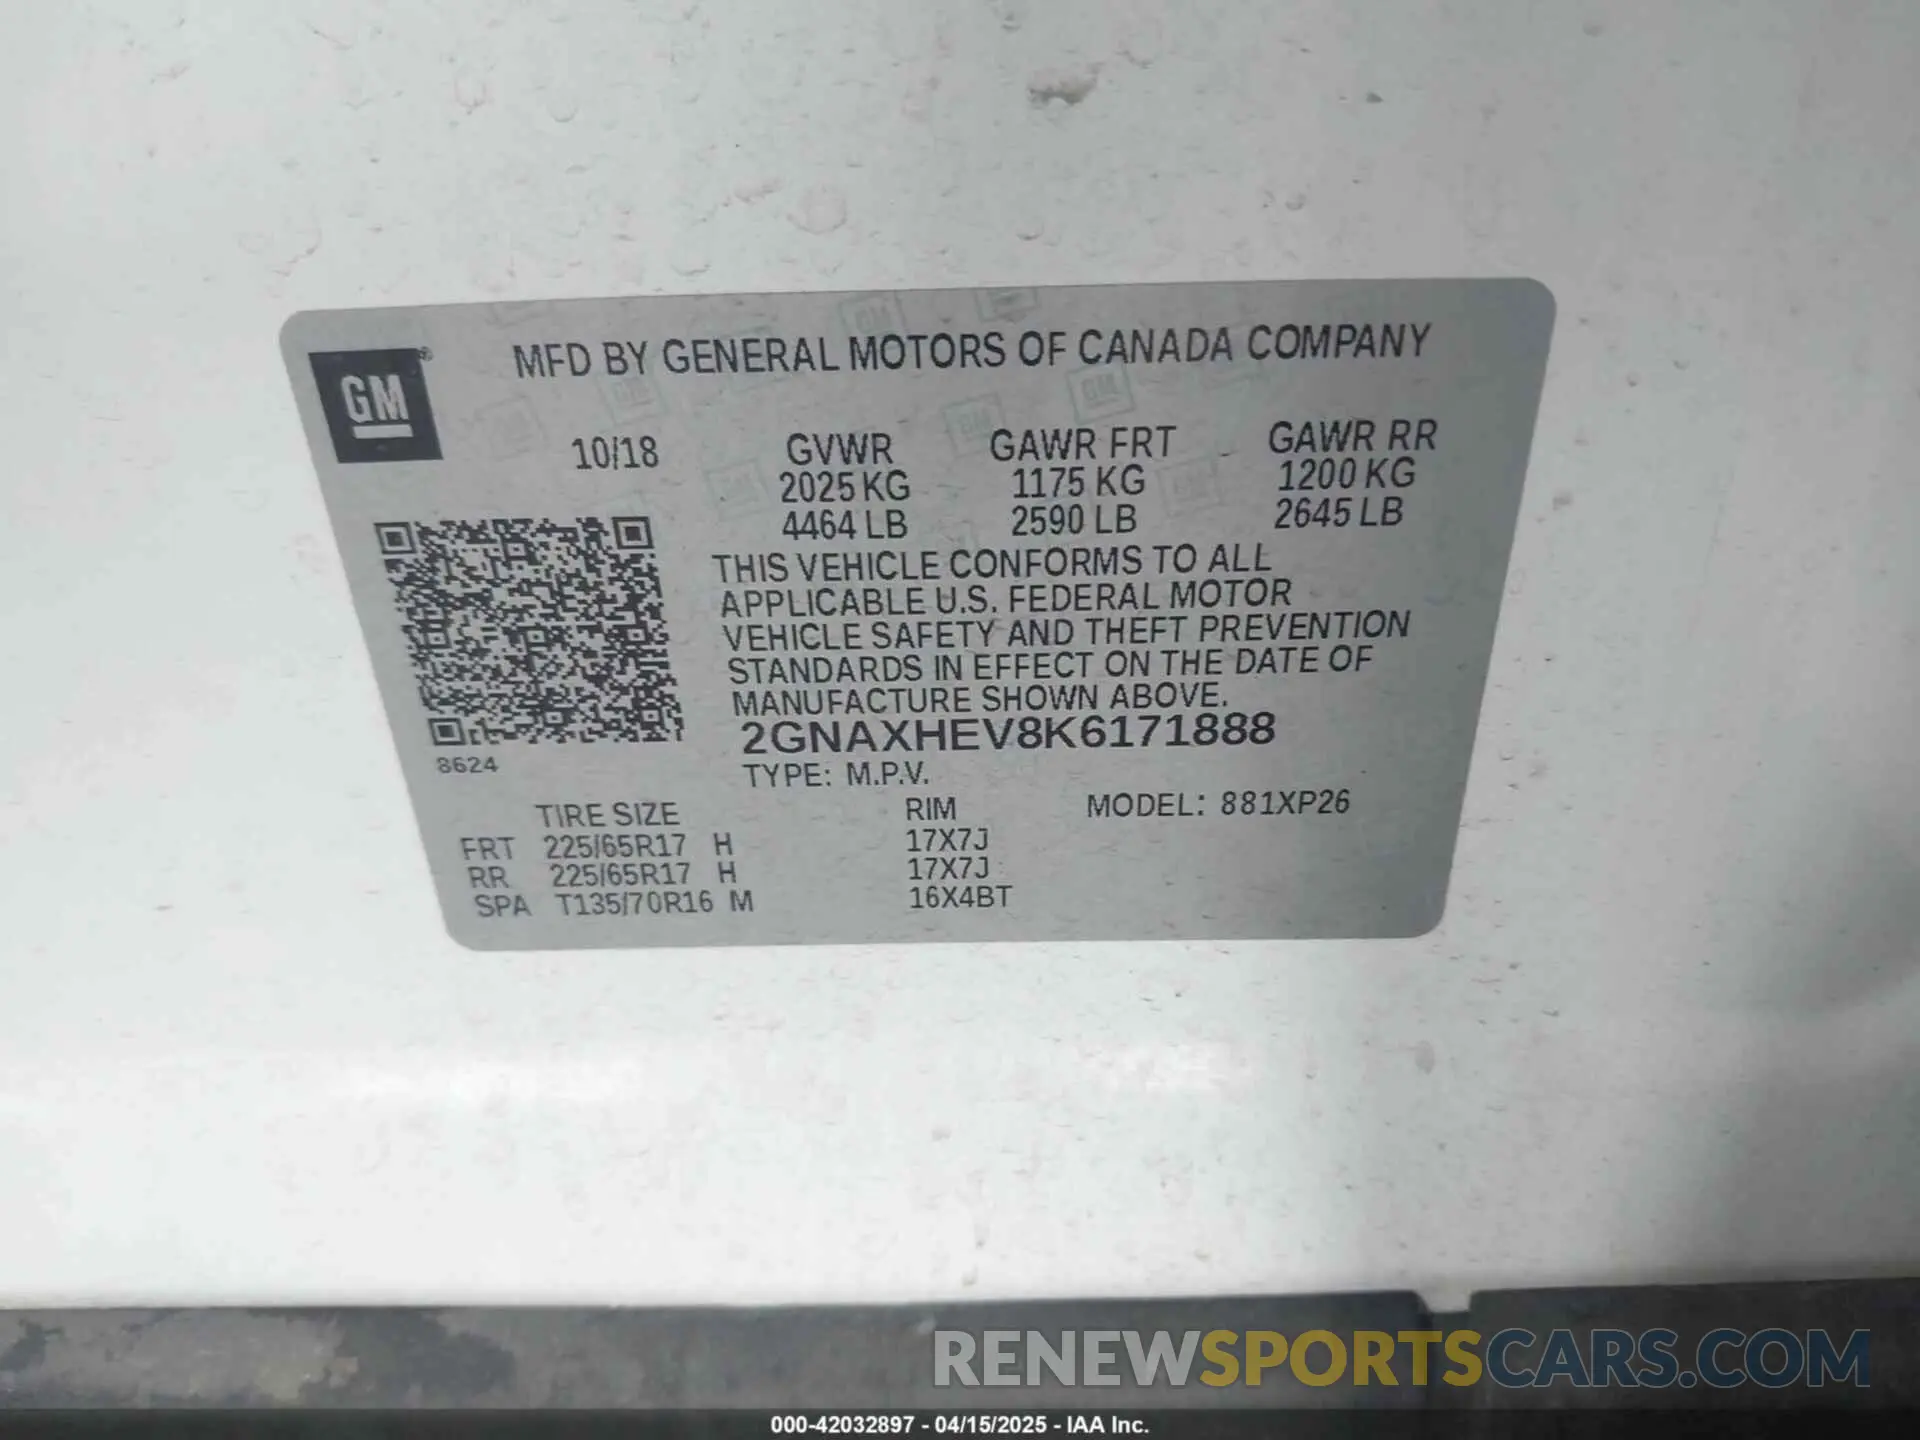 MFD BY GENERAL MOTORS OF CANADA COMPANY
GM®
10/18 GVWR GAWR FRT GAWR RR
2025 KG 1175 KG 1200 KG
4464 LB 2590 LB 2645 LB
THIS VEHICLE CONFORMS TO ALL
APPLICABLE U.S. FEDERAL MOTOR
VEHICLE SAFETY AND THEFT PREVENTION
STANDARDS IN EFFECT ON THE DATE OF
MANUFACTURE SHOWN ABOVE.
2GNAXHEV8K6171888
8624
TYPE: M.P.V.
TIRE SIZE RIM MODEL: 881XP26
FRT 225/65R17 H 17X7J
RR 225/65R17 H 17X7J
SPA T135/70R16 M 16X4BT
RENEWSPORTSCARS.COM
000-42032897 - 04/15/2025 - IAA Inc.